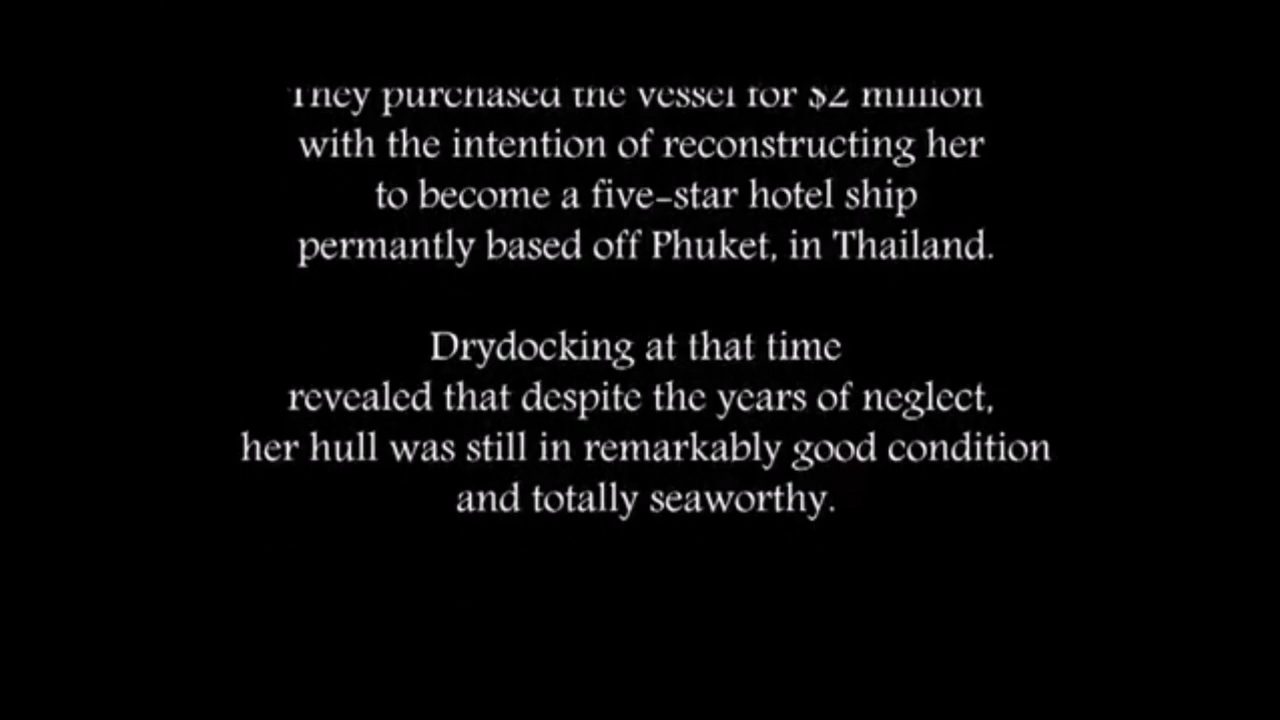 They purchased the vessel for $2 million
with the intention of reconstructing her
to become a five-star hotel ship
permantly based off Phuket, in Thailand.
Drydocking at that time
revealed that despite the years of neglect,
her hull was still in remarkably good condition
and totally seaworthy.